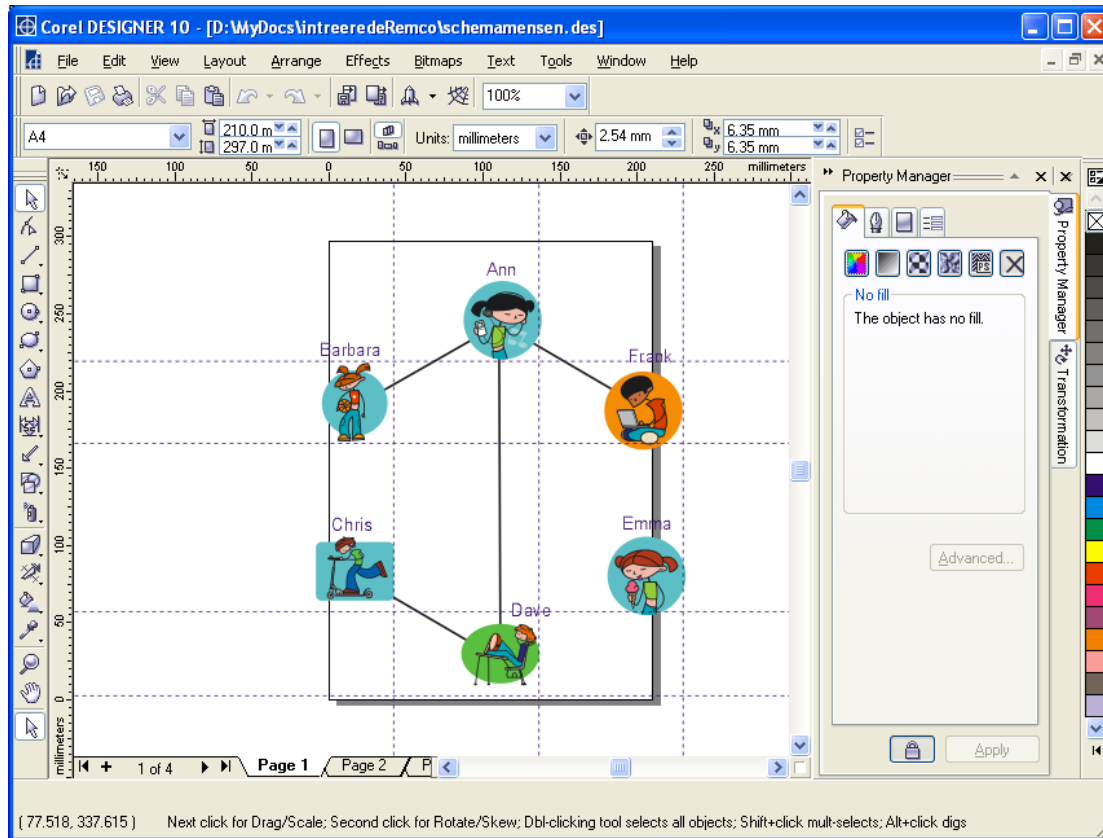 Corel DESIGNER 10 - [D:\MyDocs\intreeredeRemco\schemamensen.des]
File Edit View Layout Arrange Effects Bitmaps Text Tools Window Help
100%
A4
210.0 m
297.0 m
Units: millimeters
2.54 mm
x 6.35 mm
y 6.35 mm
150 100 50 0 50 100 150 200 250 millimeters
300
250
200
150
100
50
0
millimeters
Ann
Barbara
Frank
Chris
Emma
Dave
Property Manager
PS
No fill
The object has no fill.
Advanced...
Apply
Property Manager
Transformation
1 of 4 Page 1 Page 2 P
( 77.518, 337.615 ) Next click for Drag/Scale; Second click for Rotate/Skew; Dbl-clicking tool selects all objects; Shift+click mult-selects; Alt+click digs